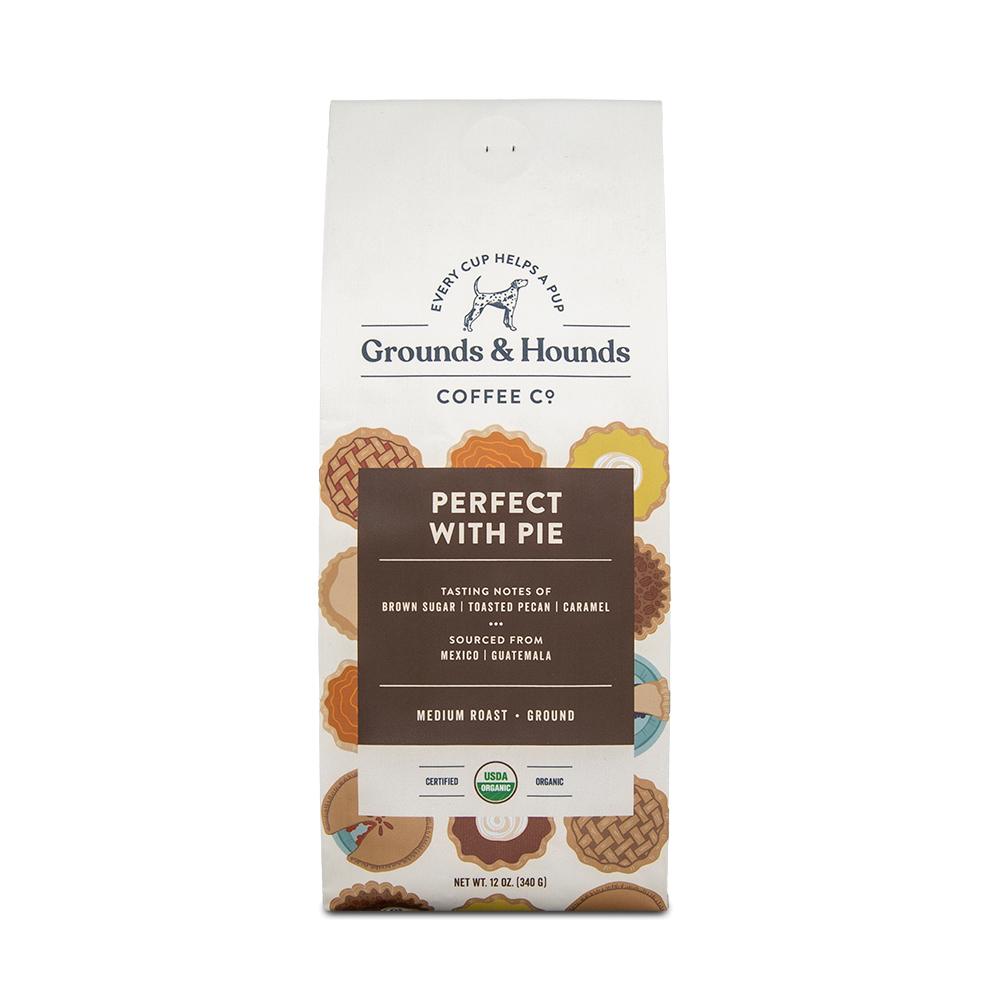 EVERY CUP HELPS A PUP
Grounds & Hounds
COFFEE Cº
PERFECT
WITH PIE
TASTING NOTES OF
BROWN SUGAR | TOASTED PECAN | CARAMEL
•••
SOURCED FROM
MEXICO | GUATEMALA
MEDIUM ROAST • GROUND
CERTIFIED
USDA
ORGANIC
ORGANIC
NET WT. 12 OZ. (340 G)